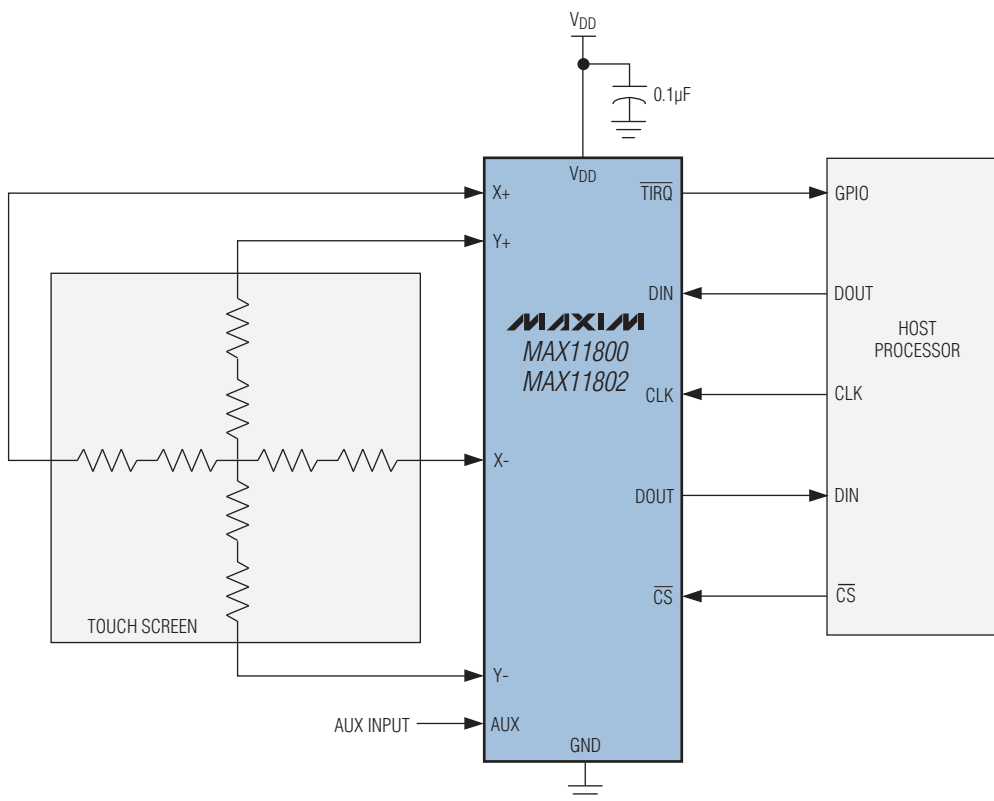 VDD
0.1µF
VDD
X+
TIRQ
GPIO
Y+
DIN
DOUT
MAXIM
MAX11800
MAX11802
HOST
PROCESSOR
CLK
CLK
X-
DOUT
DIN
CS
CS
TOUCH SCREEN
Y-
AUX INPUT
AUX
GND